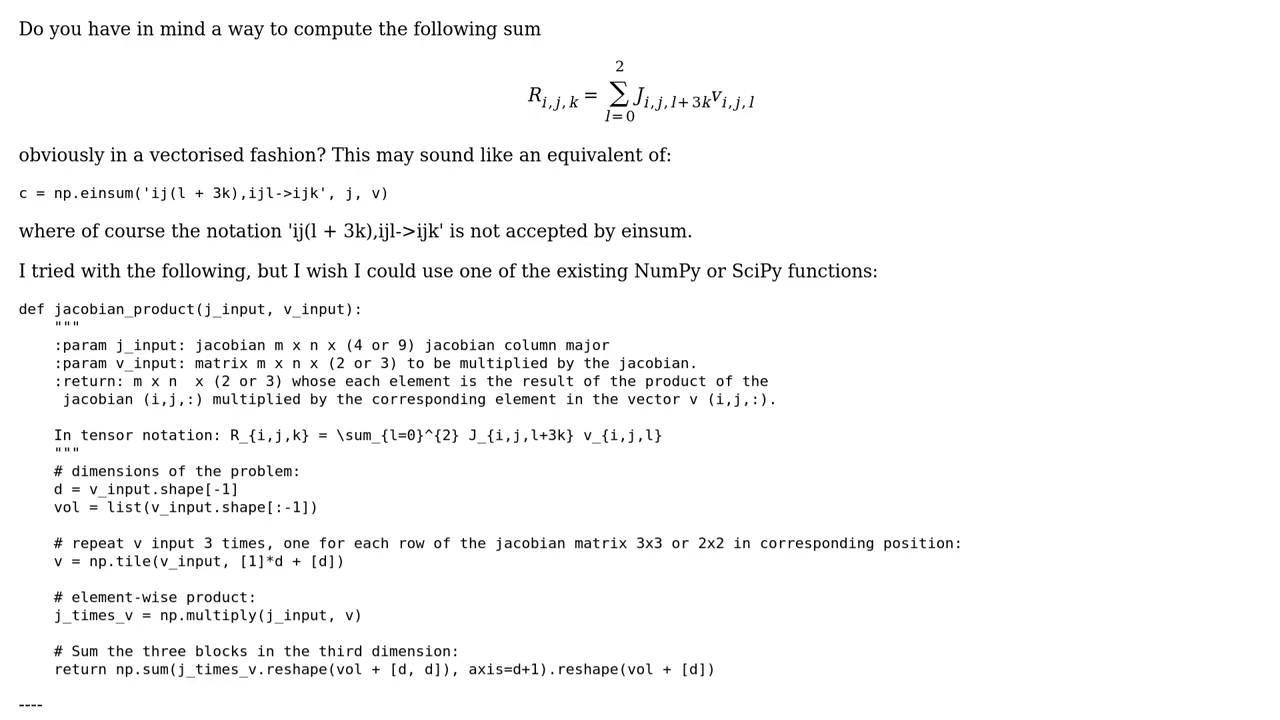 Do you have in mind a way to compute the following sum
R_{i,j,k} = \sum_{l=0}^{2} J_{i,j,l+3k} v_{i,j,l}
obviously in a vectorised fashion? This may sound like an equivalent of:
c = np.einsum('ij(l + 3k),ijl->ijk', j, v)
where of course the notation 'ij(l + 3k),ijl->ijk' is not accepted by einsum.
I tried with the following, but I wish I could use one of the existing NumPy or SciPy functions:
def jacobian_product(j_input, v_input):
    """
    :param j_input: jacobian m x n x (4 or 9) jacobian column major
    :param v_input: matrix m x n x (2 or 3) to be multiplied by the jacobian.
    :return: m x n  x (2 or 3) whose each element is the result of the product of the
     jacobian (i,j,:) multiplied by the corresponding element in the vector v (i,j,:).

    In tensor notation: R_{i,j,k} = \sum_{l=0}^{2} J_{i,j,l+3k} v_{i,j,l}
    """
    # dimensions of the problem:
    d = v_input.shape[-1]
    vol = list(v_input.shape[:-1])

    # repeat v input 3 times, one for each row of the jacobian matrix 3x3 or 2x2 in corresponding position:
    v = np.tile(v_input, [1]*d + [d])

    # element-wise product:
    j_times_v = np.multiply(j_input, v)

    # Sum the three blocks in the third dimension:
    return np.sum(j_times_v.reshape(vol + [d, d]), axis=d+1).reshape(vol + [d])
----